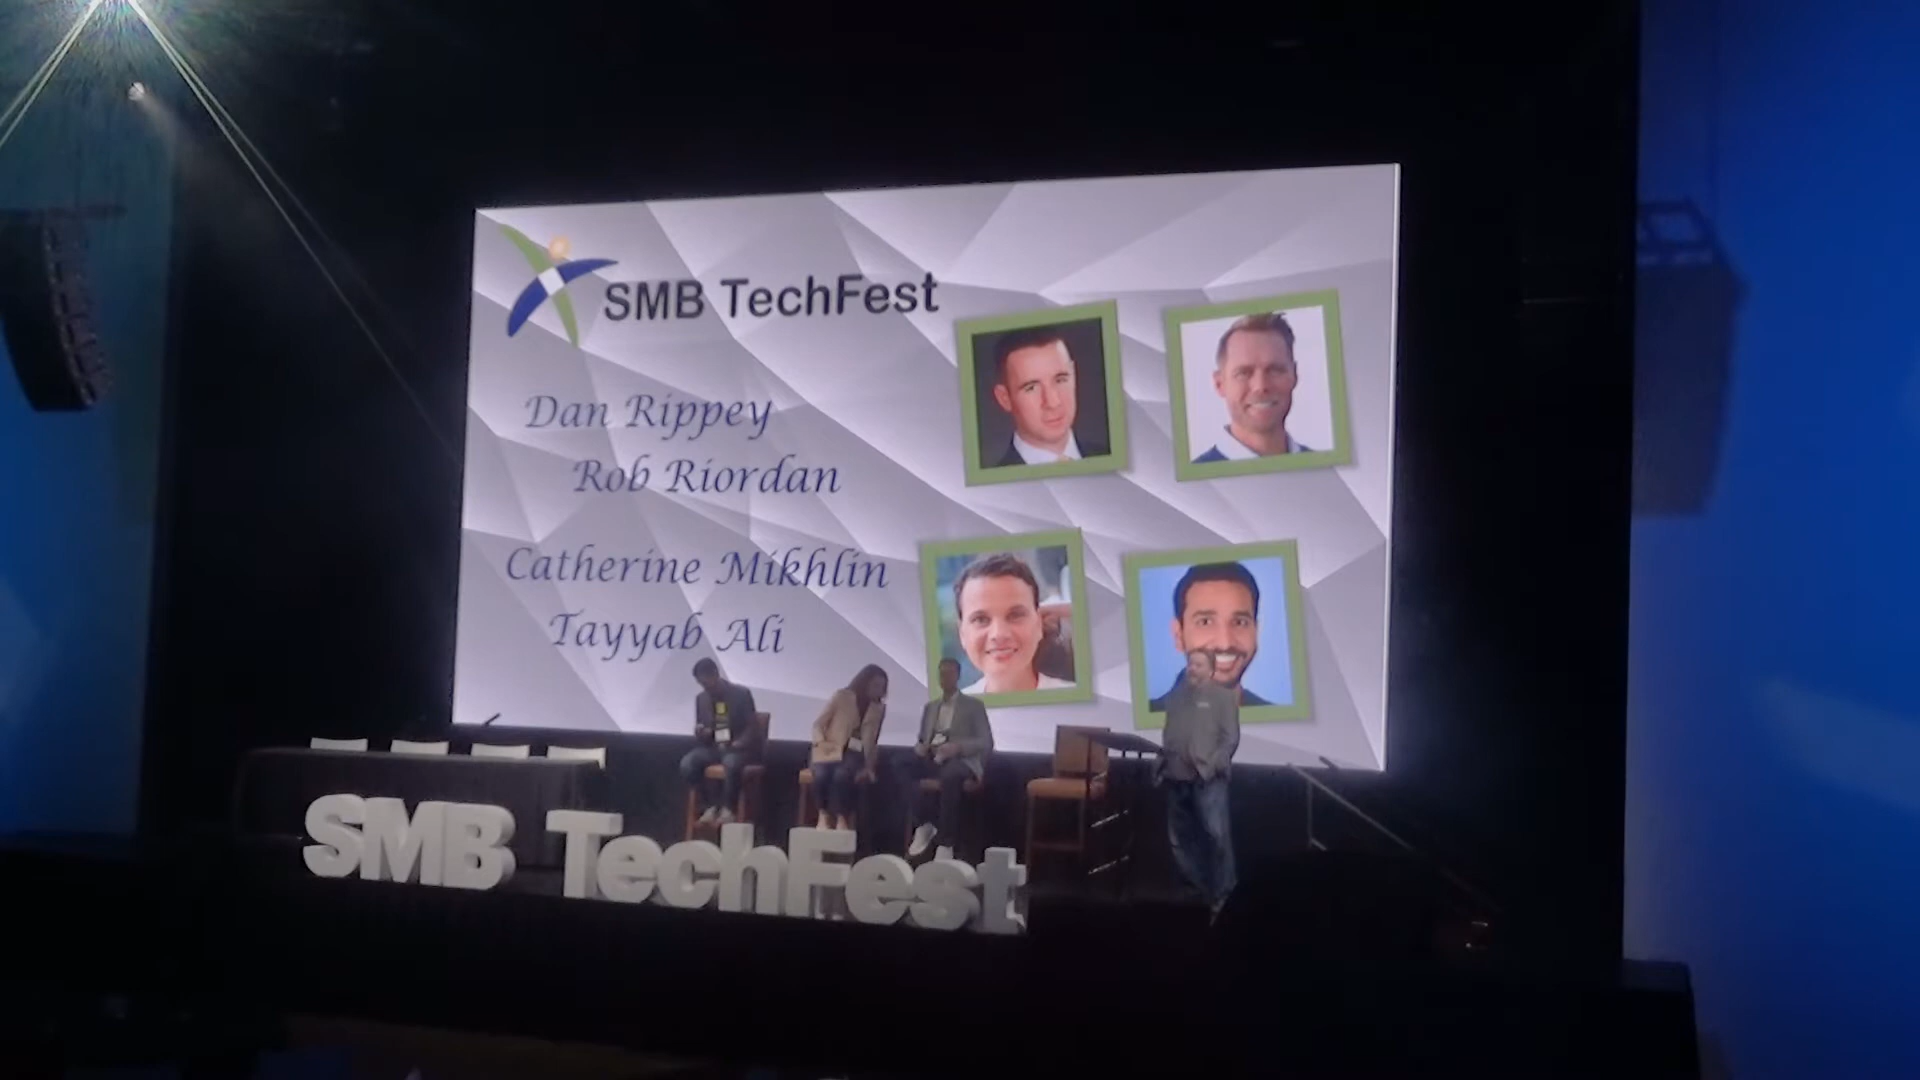 SMB TechFest
Dan Rippey
Rob Riordan
Catherine Mikhlin
Tayyab Ali
SMB TechFest